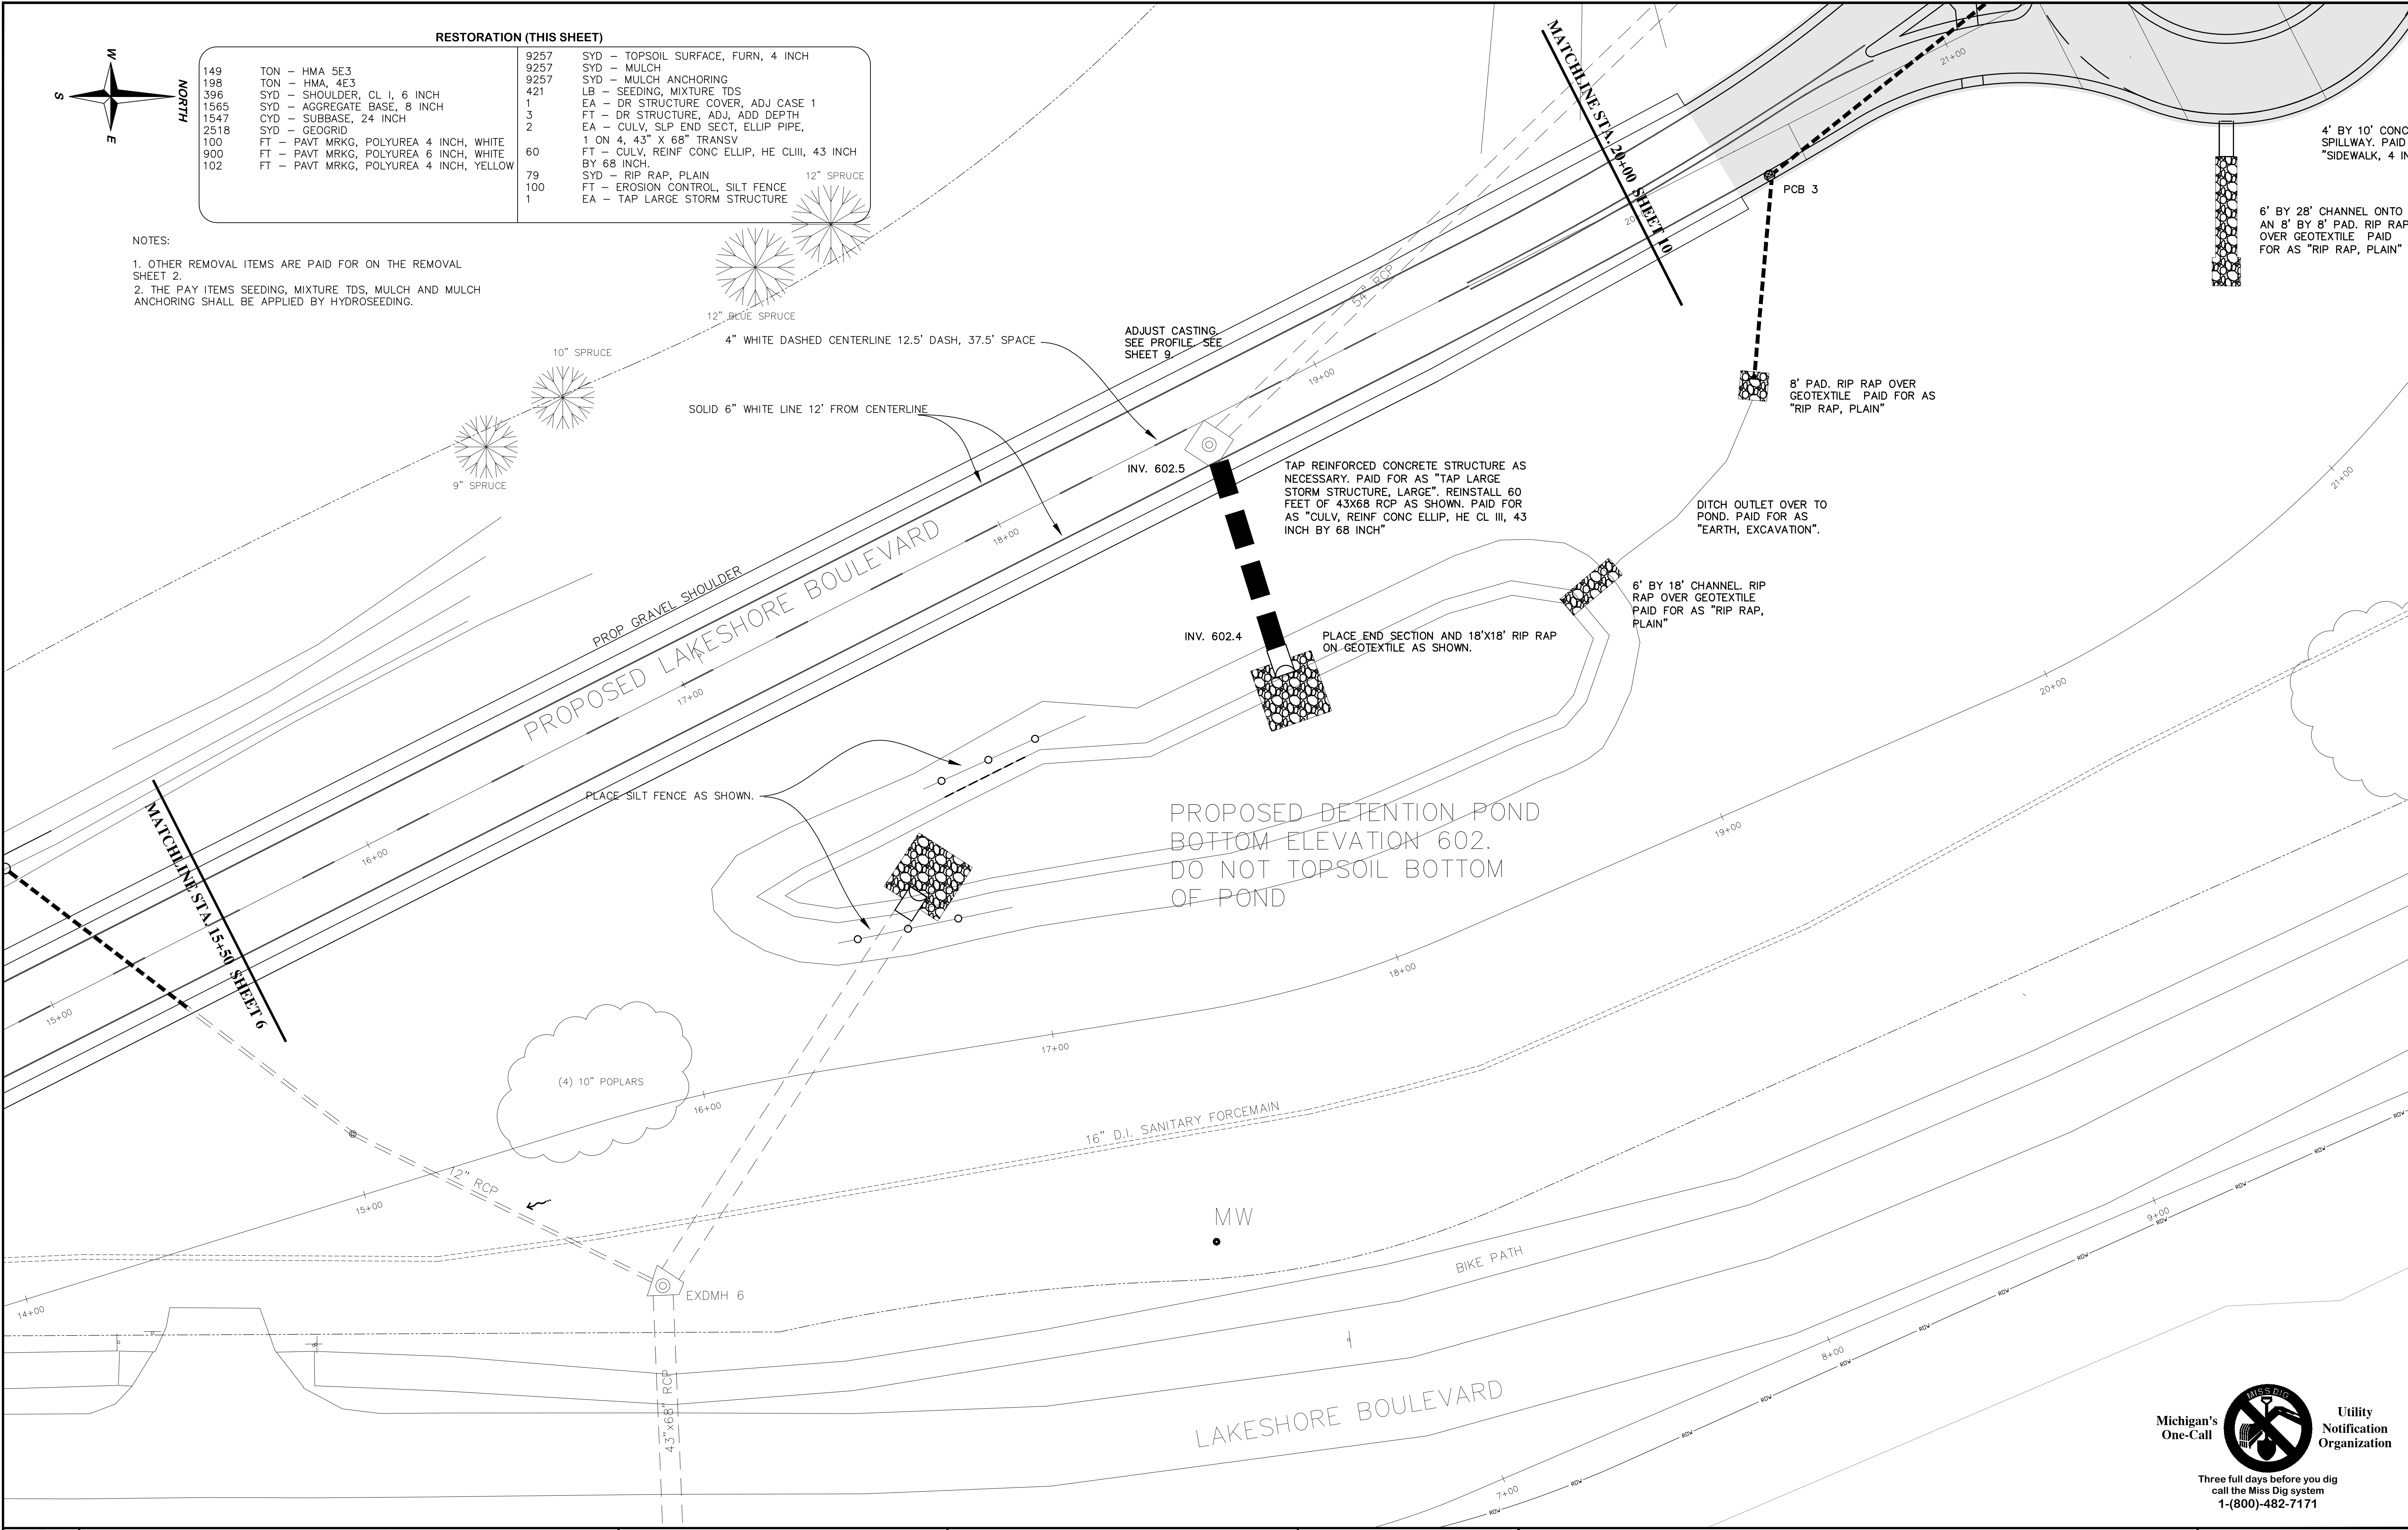 RESTORATION (THIS SHEET)
149 TON – HMA 5E3
198 TON – HMA, 4E3
396 SYD – SHOULDER, CL I, 6 INCH
1565 SYD – AGGREGATE BASE, 8 INCH
1547 CYD – SUBBASE, 24 INCH
2518 SYD – GEOGRID
100 FT – PAVT MRKG, POLYUREA 4 INCH, WHITE
900 FT – PAVT MRKG, POLYUREA 6 INCH, WHITE
102 FT – PAVT MRKG, POLYUREA 4 INCH, YELLOW
9257 SYD – TOPSOIL SURFACE, FURN, 4 INCH
9257 SYD – MULCH
9257 SYD – MULCH ANCHORING
421 LB – SEEDING, MIXTURE TDS
1 EA – DR STRUCTURE COVER, ADJ CASE 1
3 FT – DR STRUCTURE, ADJ, ADD DEPTH
2 EA – CULV, SLP END SECT, ELLIP PIPE,
1 ON 4, 43" X 68" TRANSV
60 FT – CULV, REINF CONC ELLIP, HE CLIII, 43 INCH
BY 68 INCH.
79 SYD – RIP RAP, PLAIN
100 FT – EROSION CONTROL, SILT FENCE
1 EA – TAP LARGE STORM STRUCTURE
W
S
E
NORTH
NOTES:
1. OTHER REMOVAL ITEMS ARE PAID FOR ON THE REMOVAL
SHEET 2.
2. THE PAY ITEMS SEEDING, MIXTURE TDS, MULCH AND MULCH
ANCHORING SHALL BE APPLIED BY HYDROSEEDING.
12" SPRUCE
12" BLUE SPRUCE
10" SPRUCE
9" SPRUCE
4" WHITE DASHED CENTERLINE 12.5' DASH, 37.5' SPACE
SOLID 6" WHITE LINE 12' FROM CENTERLINE
ADJUST CASTING.
SEE PROFILE. SEE
SHEET 9.
54" RCP
MATCHLINE STA. 20+00 SHEET 10
21+00
20
19+00
18+00
17+00
16+00
15+00
PCB 3
4' BY 10' CONC
SPILLWAY. PAID
"SIDEWALK, 4 IN
6' BY 28' CHANNEL ONTO
AN 8' BY 8' PAD. RIP RAP
OVER GEOTEXTILE PAID
FOR AS "RIP RAP, PLAIN"
8' PAD. RIP RAP OVER
GEOTEXTILE PAID FOR AS
"RIP RAP, PLAIN"
INV. 602.5
TAP REINFORCED CONCRETE STRUCTURE AS
NECESSARY. PAID FOR AS "TAP LARGE
STORM STRUCTURE, LARGE". REINSTALL 60
FEET OF 43X68 RCP AS SHOWN. PAID FOR
AS "CULV, REINF CONC ELLIP, HE CL III, 43
INCH BY 68 INCH"
DITCH OUTLET OVER TO
POND. PAID FOR AS
"EARTH, EXCAVATION".
6' BY 18' CHANNEL. RIP
RAP OVER GEOTEXTILE
PAID FOR AS "RIP RAP,
PLAIN"
INV. 602.4
PLACE END SECTION AND 18'X18' RIP RAP
ON GEOTEXTILE AS SHOWN.
PROP GRAVEL SHOULDER
PROPOSED LAKESHORE BOULEVARD
PLACE SILT FENCE AS SHOWN.
PROPOSED DETENTION POND
BOTTOM ELEVATION 602.
DO NOT TOPSOIL BOTTOM
OF POND
MATCHLINE STA. 15+50 SHEET 6
21+00
20+00
19+00
18+00
17+00
16+00
15+00
14+00
(4) 10" POPLARS
12" RCP
16" D.I. SANITARY FORCEMAIN
MW
EXDMH 6
43"x68" RCP
BIKE PATH
LAKESHORE BOULEVARD
9+00
8+00
7+00
ROW
ROW
ROW
ROW
ROW
ROW
ROW
ROW
ROW
ROW
ROW
ROW
ROW
MISS DIG
Michigan's
One-Call
Utility
Notification
Organization
Three full days before you dig
call the Miss Dig system
1-(800)-482-7171